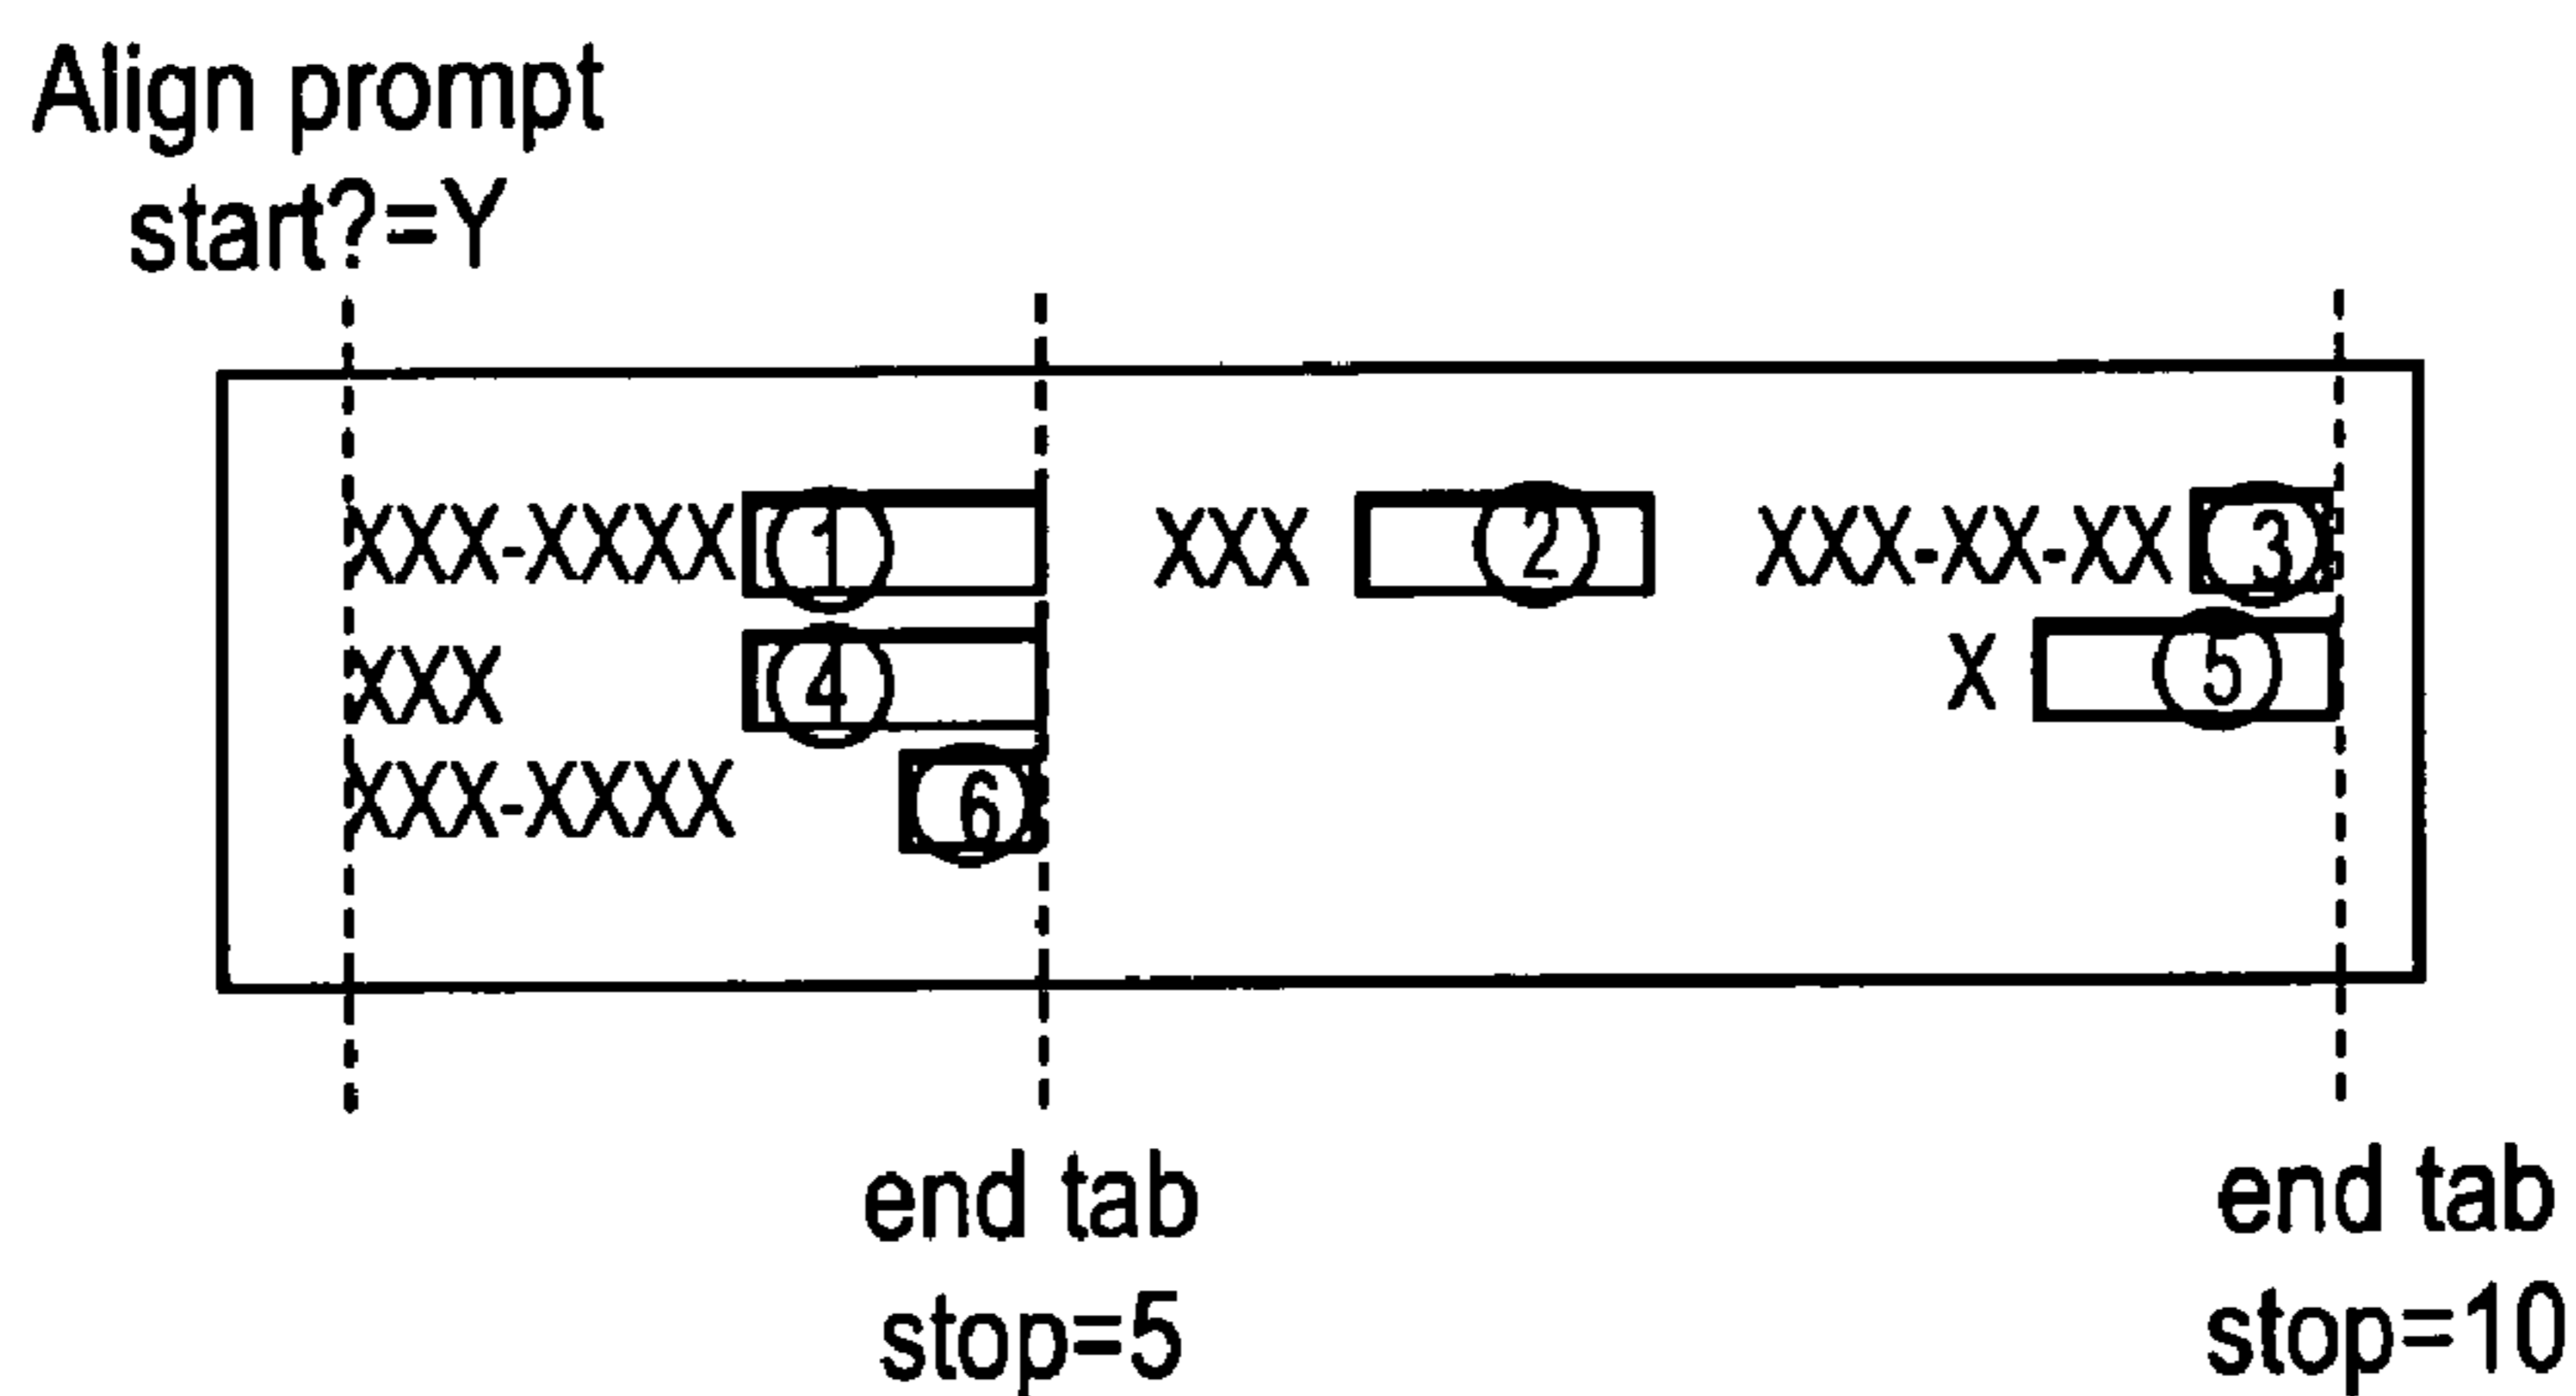 Align prompt
start?=Y
XXX-XXXX 1 XXX 2 XXX-XX-XX 3
XXX 4 X 5
XXX-XXXX 6
end tab
stop=5
end tab
stop=10